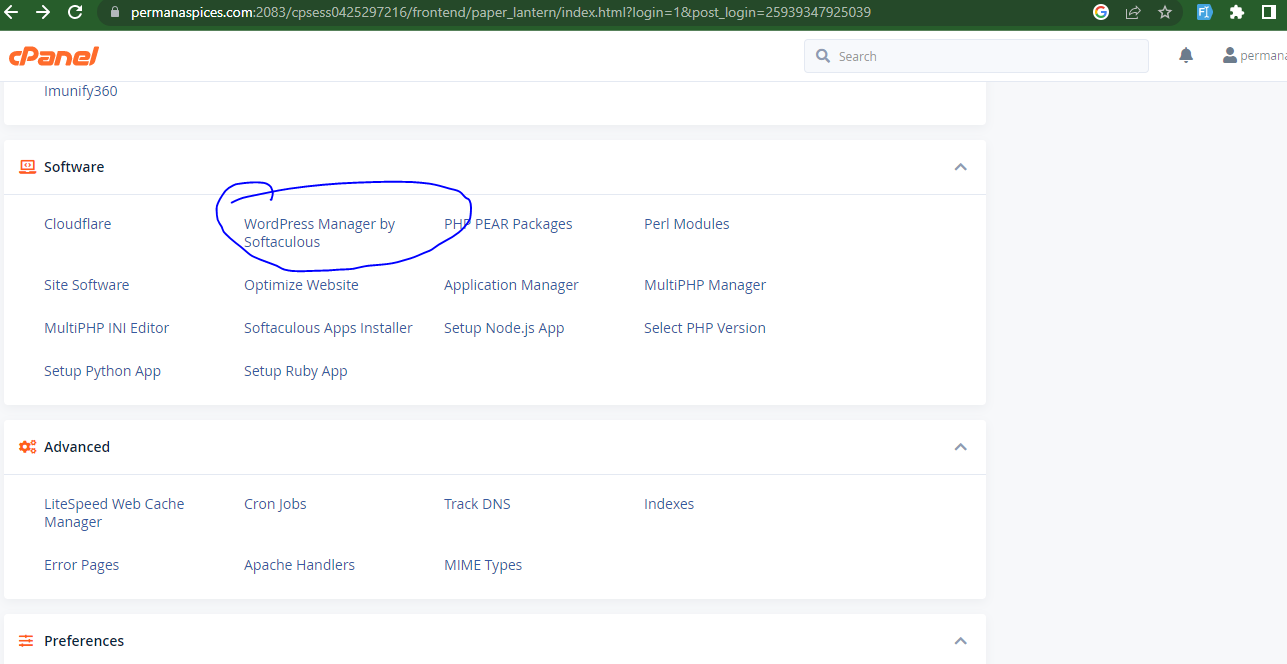 permanaspices.com:2083/cpsess0425297216/frontend/paper_lantern/index.html?login=1&post_login=25939347925039
cPanel
Search
permana
Imunify360
Software
Cloudflare
WordPress Manager by
Softaculous
PHP PEAR Packages
Perl Modules
Site Software
Optimize Website
Application Manager
MultiPHP Manager
MultiPHP INI Editor
Softaculous Apps Installer
Setup Node.js App
Select PHP Version
Setup Python App
Setup Ruby App
Advanced
LiteSpeed Web Cache
Manager
Cron Jobs
Track DNS
Indexes
Error Pages
Apache Handlers
MIME Types
Preferences